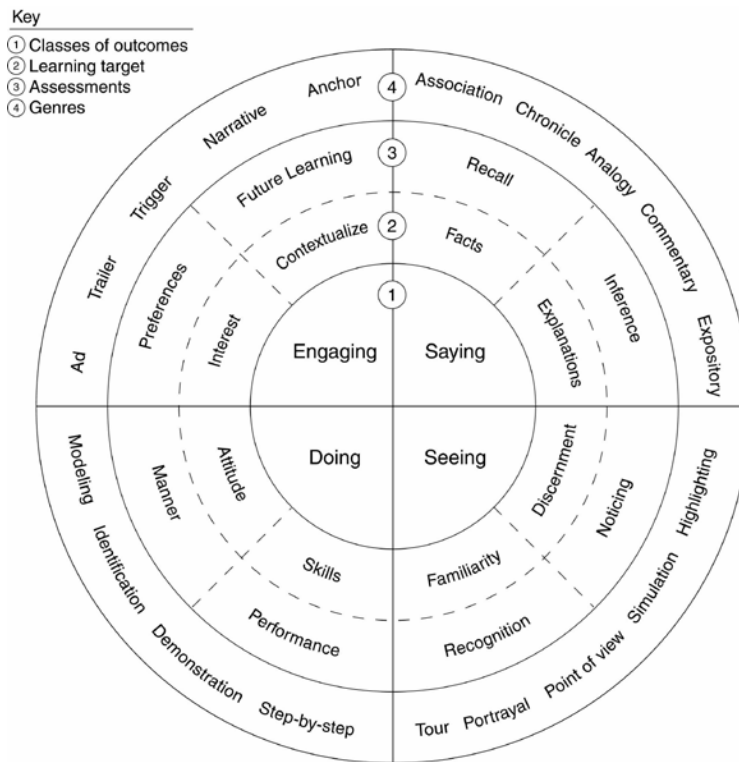 Key
1 Classes of outcomes
2 Learning target
3 Assessments
4 Genres
Ad
Trailer
Trigger
Narrative
Anchor
4
Association
Chronicle
Analogy
Commentary
Expository
Preferences
Future Learning
3
Recall
Inference
Interest
Contextualize
2
Facts
Explanations
1
Engaging
Saying
Doing
Seeing
Attitude
Skills
Familiarity
Discernment
Manner
Performance
Recognition
Noticing
Modeling
Identification
Demonstration
Step-by-step
Tour
Portrayal
Point of view
Simulation
Highlighting